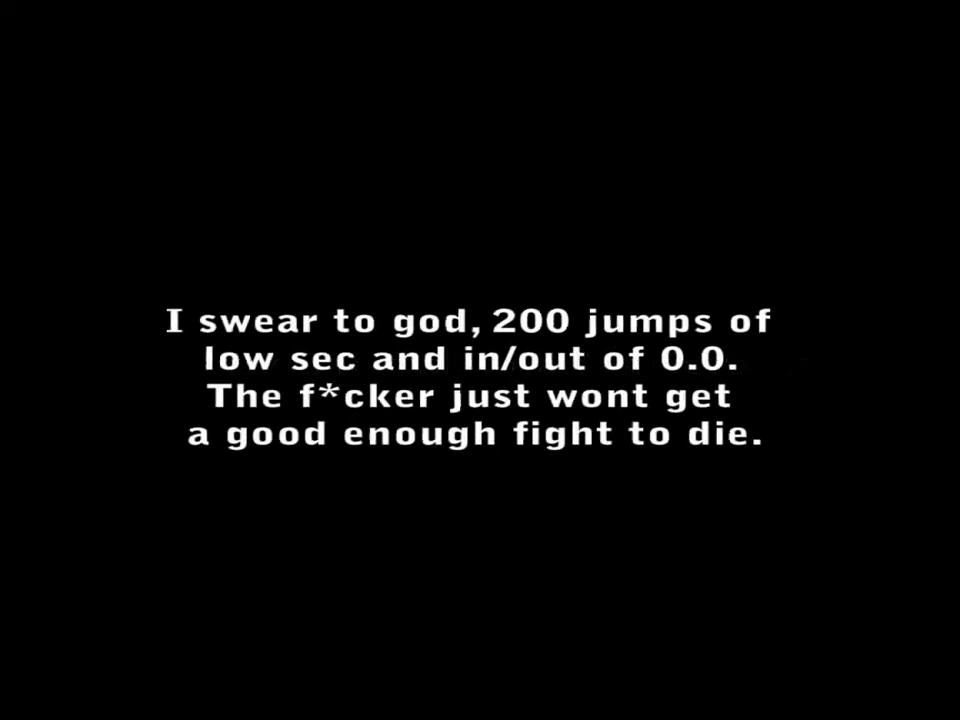 I swear to god, 200 jumps of
low sec and in/out of 0.0.
The f*cker just wont get
a good enough fight to die.